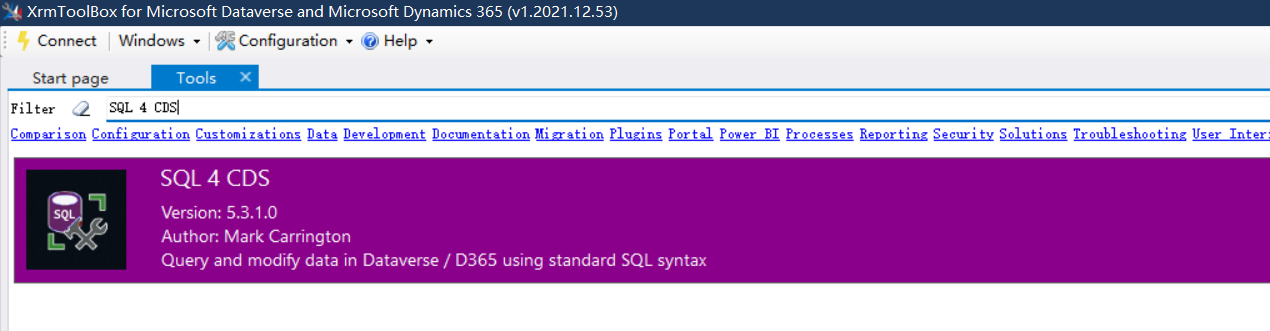 XrmToolBox for Microsoft Dataverse and Microsoft Dynamics 365 (v1.2021.12.53)
Connect Windows Configuration Help
Start page Tools
Filter SQL 4 CDS
Comparison Configuration Customizations Data Development Documentation Migration Plugins Portal Power BI Processes Reporting Security Solutions Troubleshooting User Inter
SQL 4 CDS
SQL
Version: 5.3.1.0
Author: Mark Carrington
Query and modify data in Dataverse / D365 using standard SQL syntax